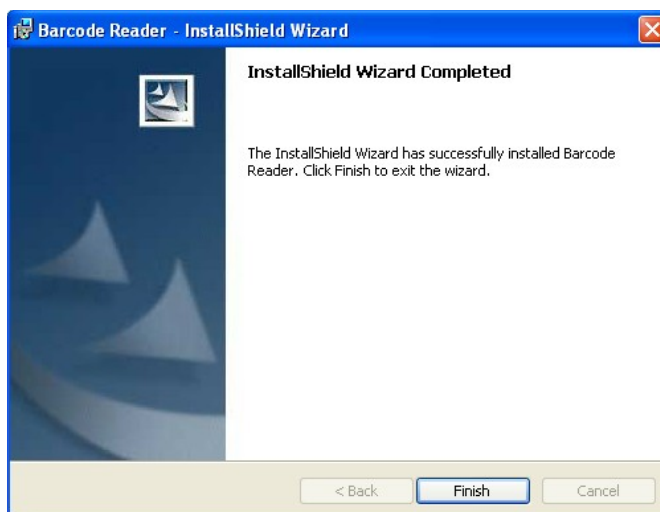 Barcode Reader - InstallShield Wizard
InstallShield Wizard Completed
The InstallShield Wizard has successfully installed Barcode
Reader. Click Finish to exit the wizard.
< Back
Finish
Cancel